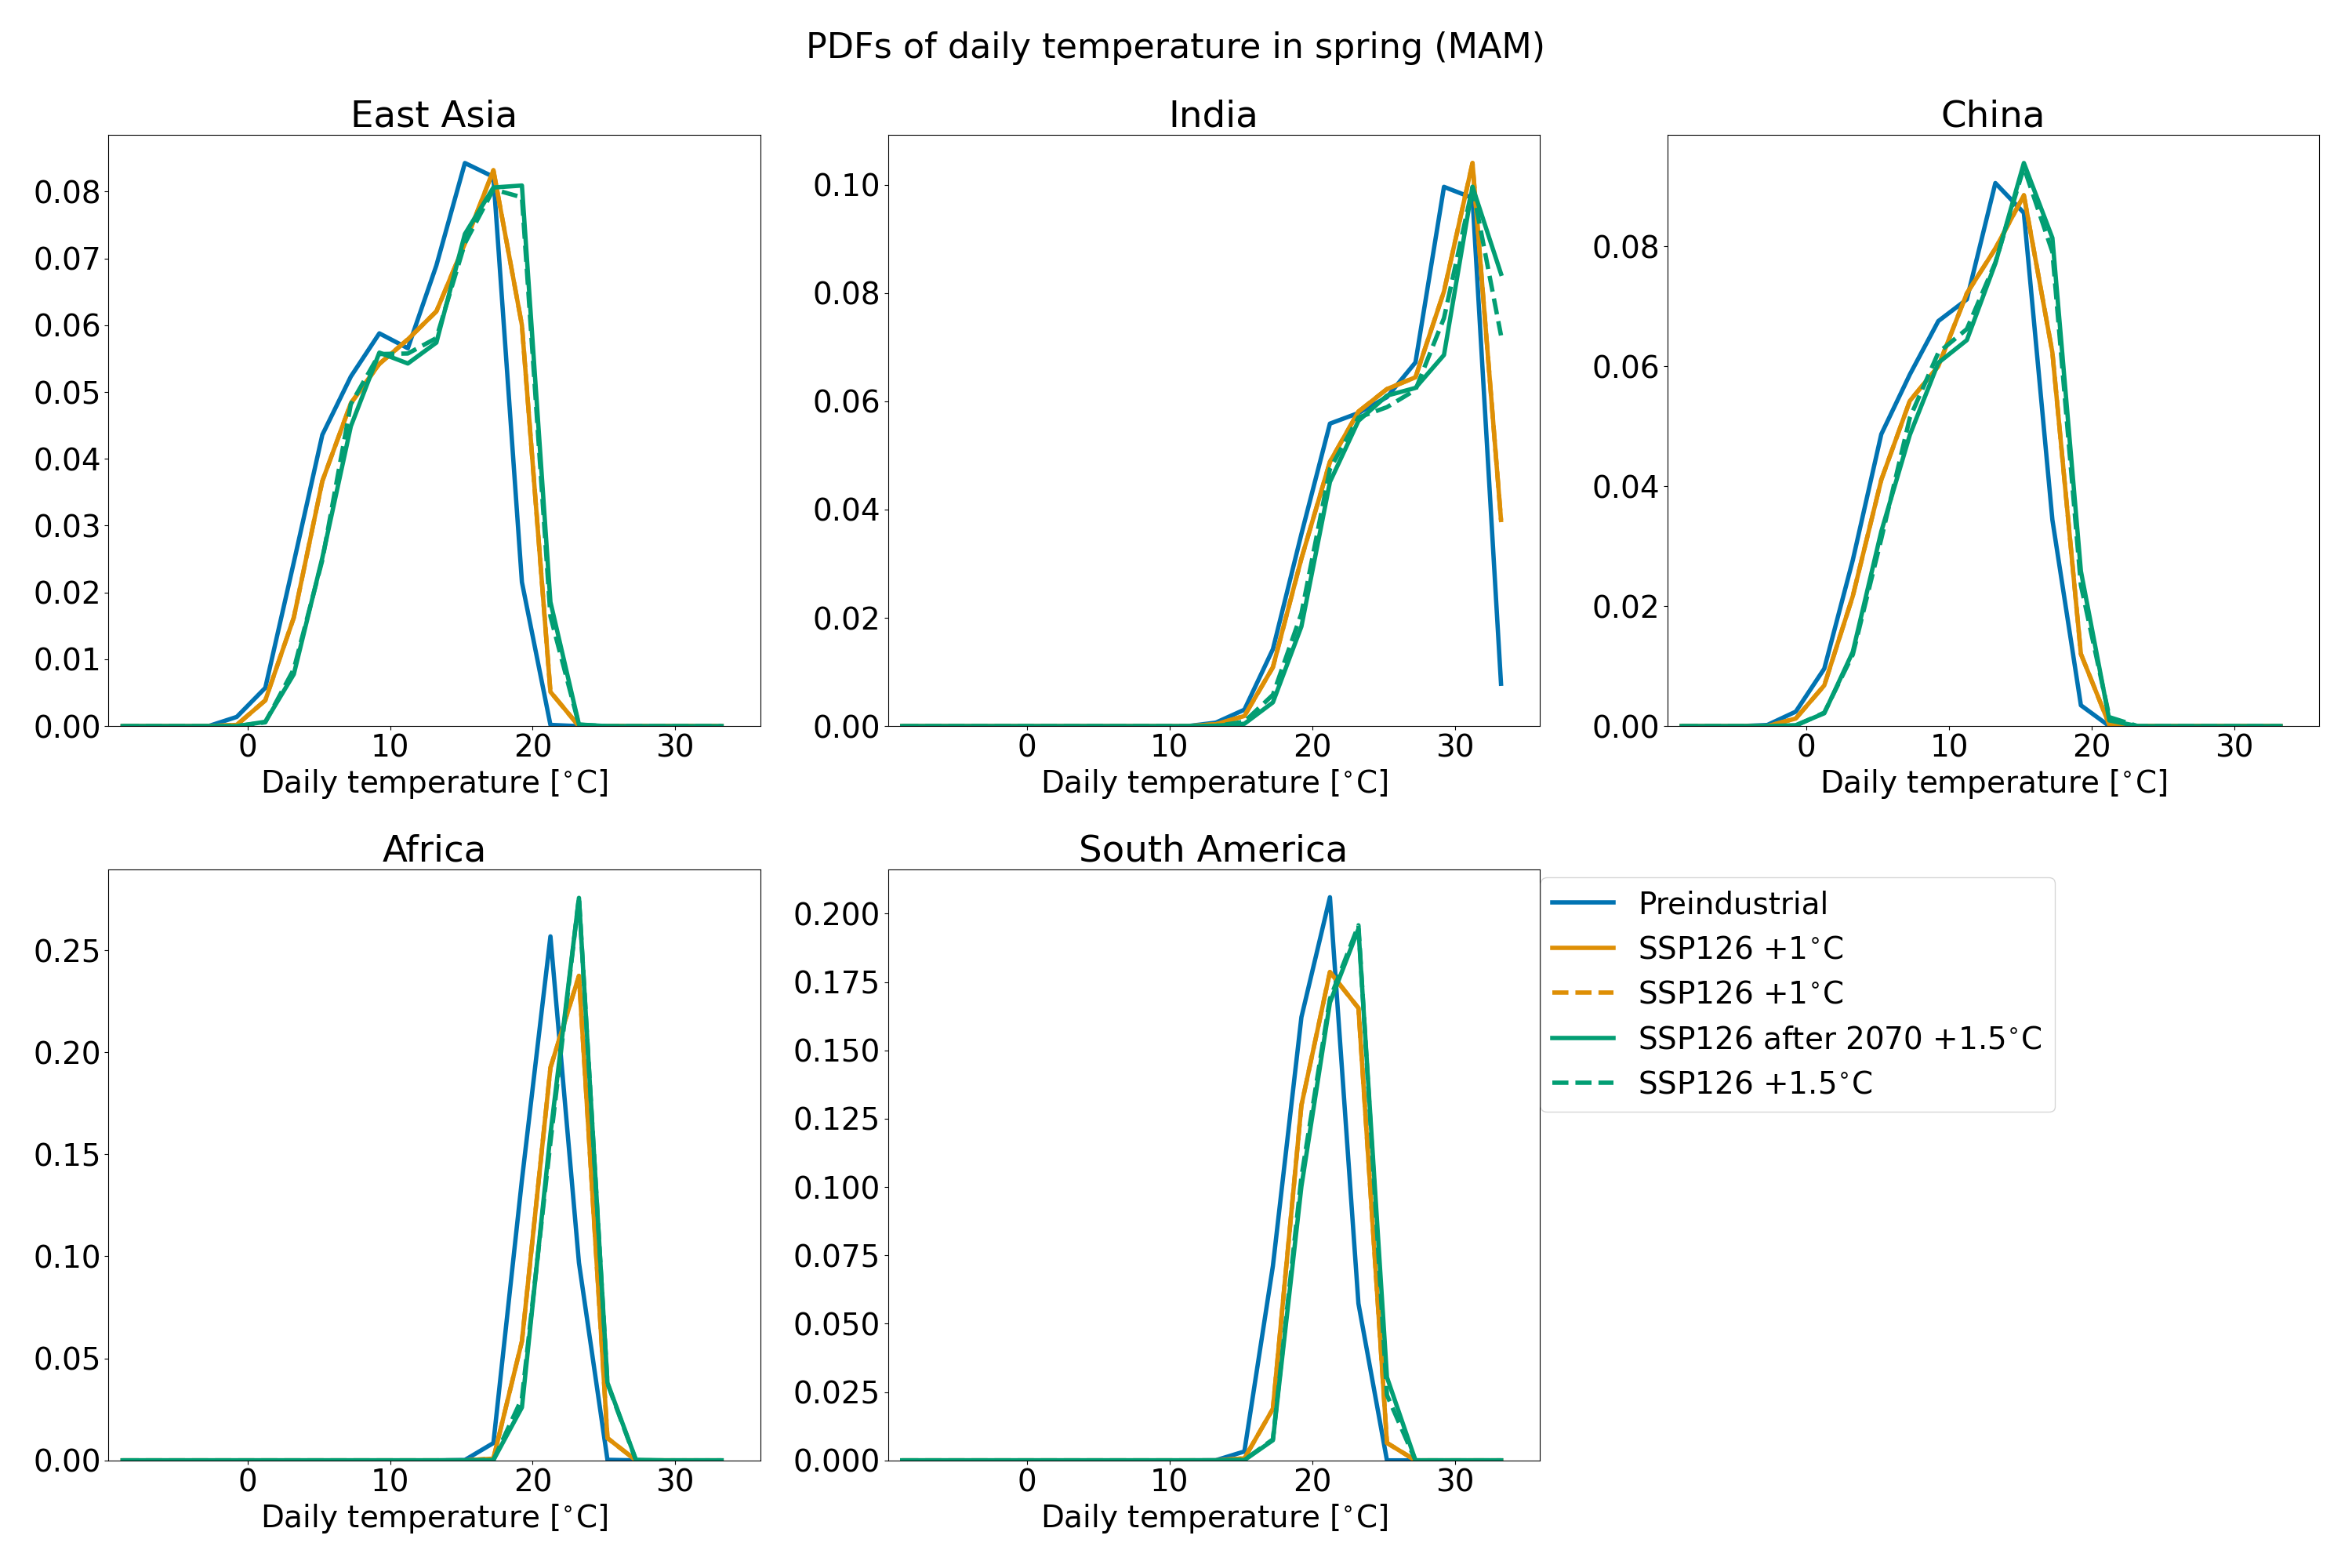 PDFs of daily temperature in spring (MAM)
East Asia
0.08
0.07
0.06
0.05
0.04
0.03
0.02
0.01
0.00
0 10 20 30
Daily temperature [°C]
India
0.10
0.08
0.06
0.04
0.02
0.00
0 10 20 30
Daily temperature [°C]
China
0.08
0.06
0.04
0.02
0.00
0 10 20 30
Daily temperature [°C]
Africa
0.25
0.20
0.15
0.10
0.05
0.00
0 10 20 30
Daily temperature [°C]
South America
0.200
0.175
0.150
0.125
0.100
0.075
0.050
0.025
0.000
0 10 20 30
Daily temperature [°C]
Preindustrial
SSP126 +1°C
SSP126 +1°C
SSP126 after 2070 +1.5°C
SSP126 +1.5°C